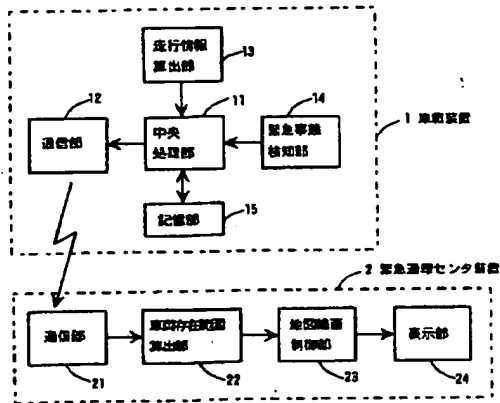 13
走行情報
算出部
12
11
14
通信部
中央
処理部
緊急事態
検知部
1 車載装置
記憶部
15
2 緊急通報センタ装置
通信部
車両存在範囲
算出部
地図描画
制御部
表示部
21
22
23
24